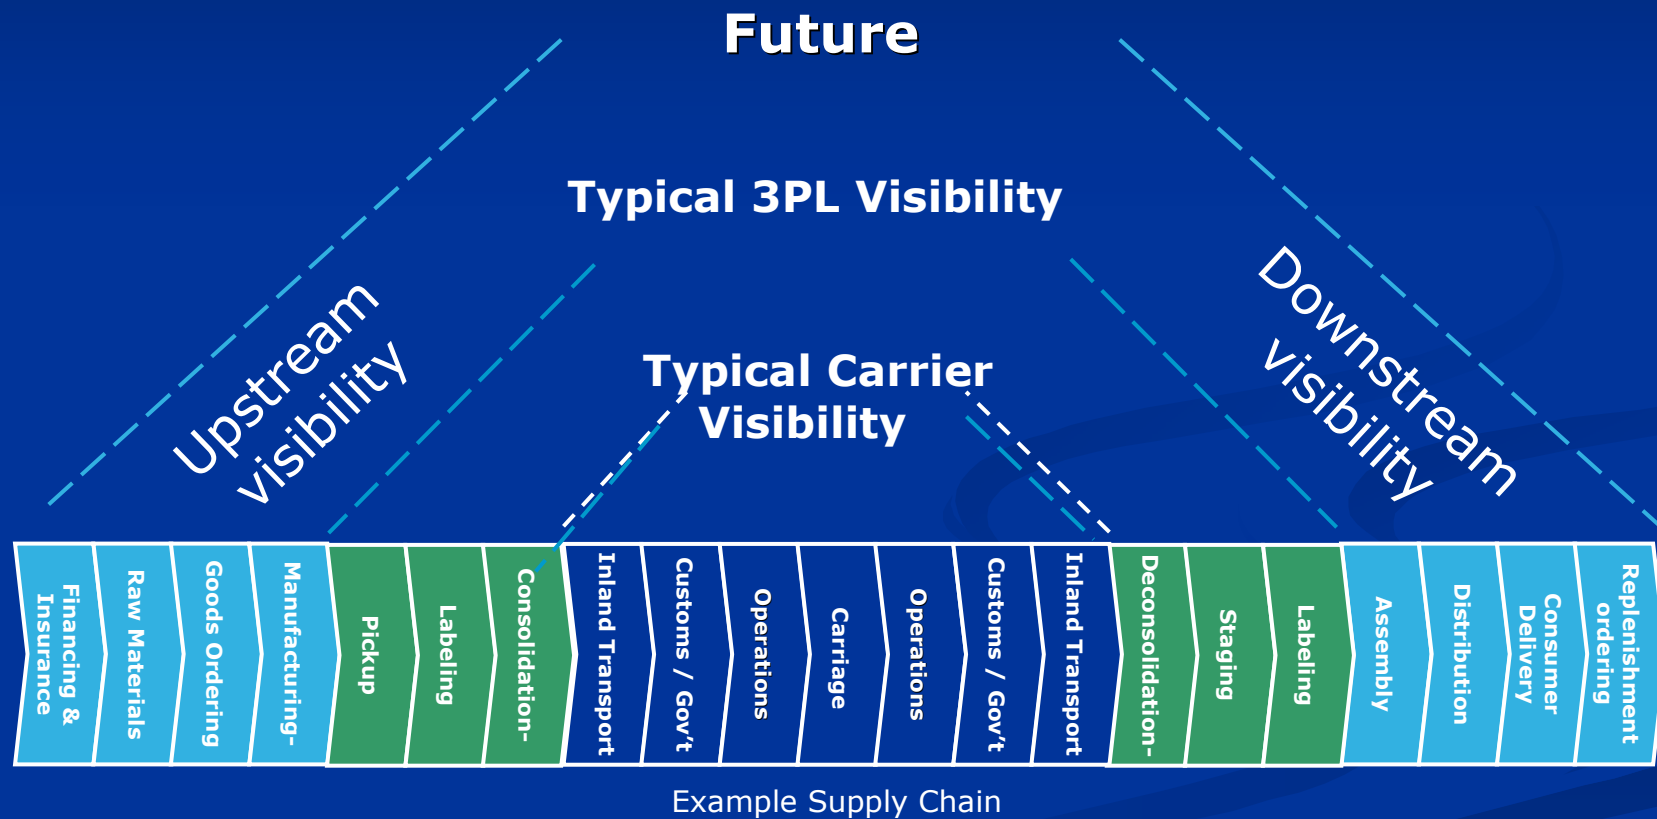 Future
Typical 3PL Visibility
Typical Carrier
Visibility
Upstream
visibility
Downstream
visibility
Financing &
Insurance
Raw Materials
Goods Ordering
Manufacturing-
Pickup
Labeling
Consolidation-
Inland Transport
Customs / Gov’t
Operations
Carriage
Operations
Customs / Gov’t
Inland Transport
Deconsolidation-
Staging
Labeling
Assembly
Distribution
Consumer
Delivery
Replenishment
ordering
Example Supply Chain